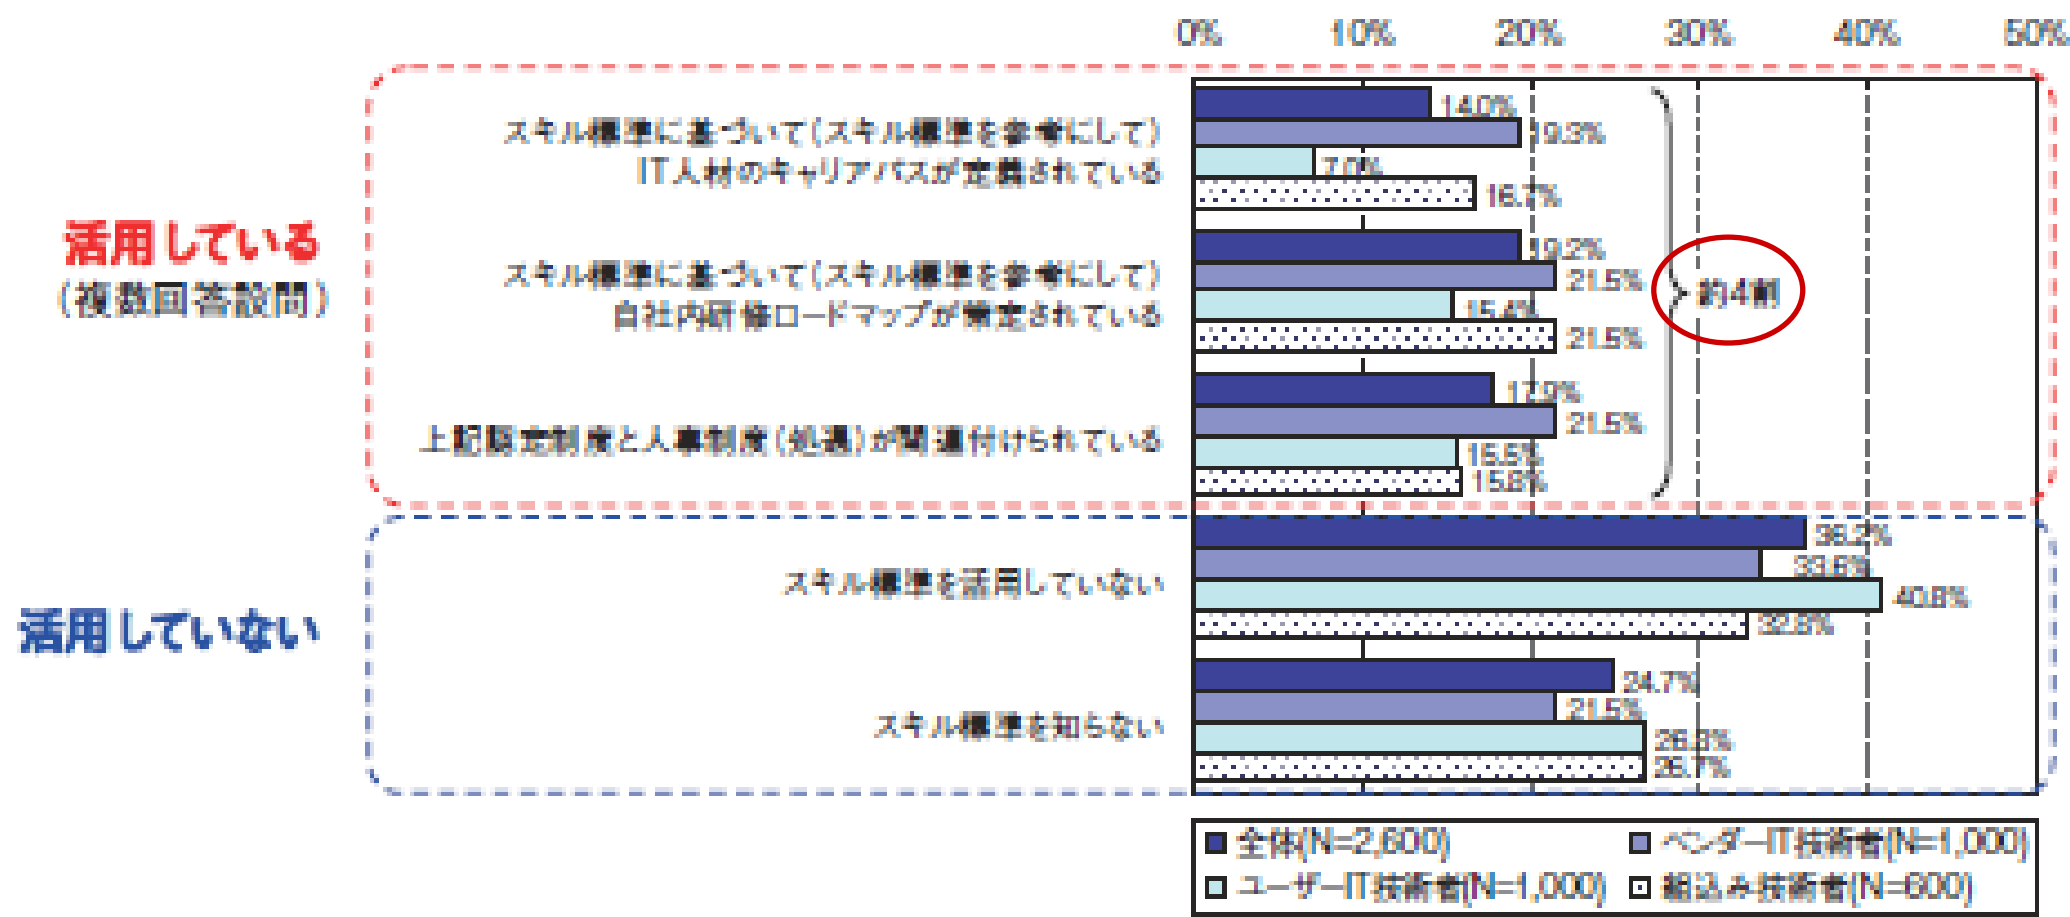 0% 10% 20% 30% 40% 50%
活用している
(複数回答設問)
スキル標準に基づいて(スキル標準を参考にして)
IT人材のキャリアパスが定義されている
14.0%
19.3%
7.0%
16.7%
スキル標準に基づいて(スキル標準を参考にして)
自社内研修ロードマップが策定されている
19.2%
21.5%
15.4%
21.5%
約4割
上記認定制度と人事制度(処遇)が関連付けられている
17.9%
21.5%
15.5%
15.8%
活用していない
スキル標準を活用していない
36.2%
33.6%
40.8%
32.8%
スキル標準を知らない
24.7%
21.5%
26.8%
26.7%
全体(N=2,600) ベンダーIT技術者(N=1,000)
ユーザーIT技術者(N=1,000) 組込み技術者(N=600)